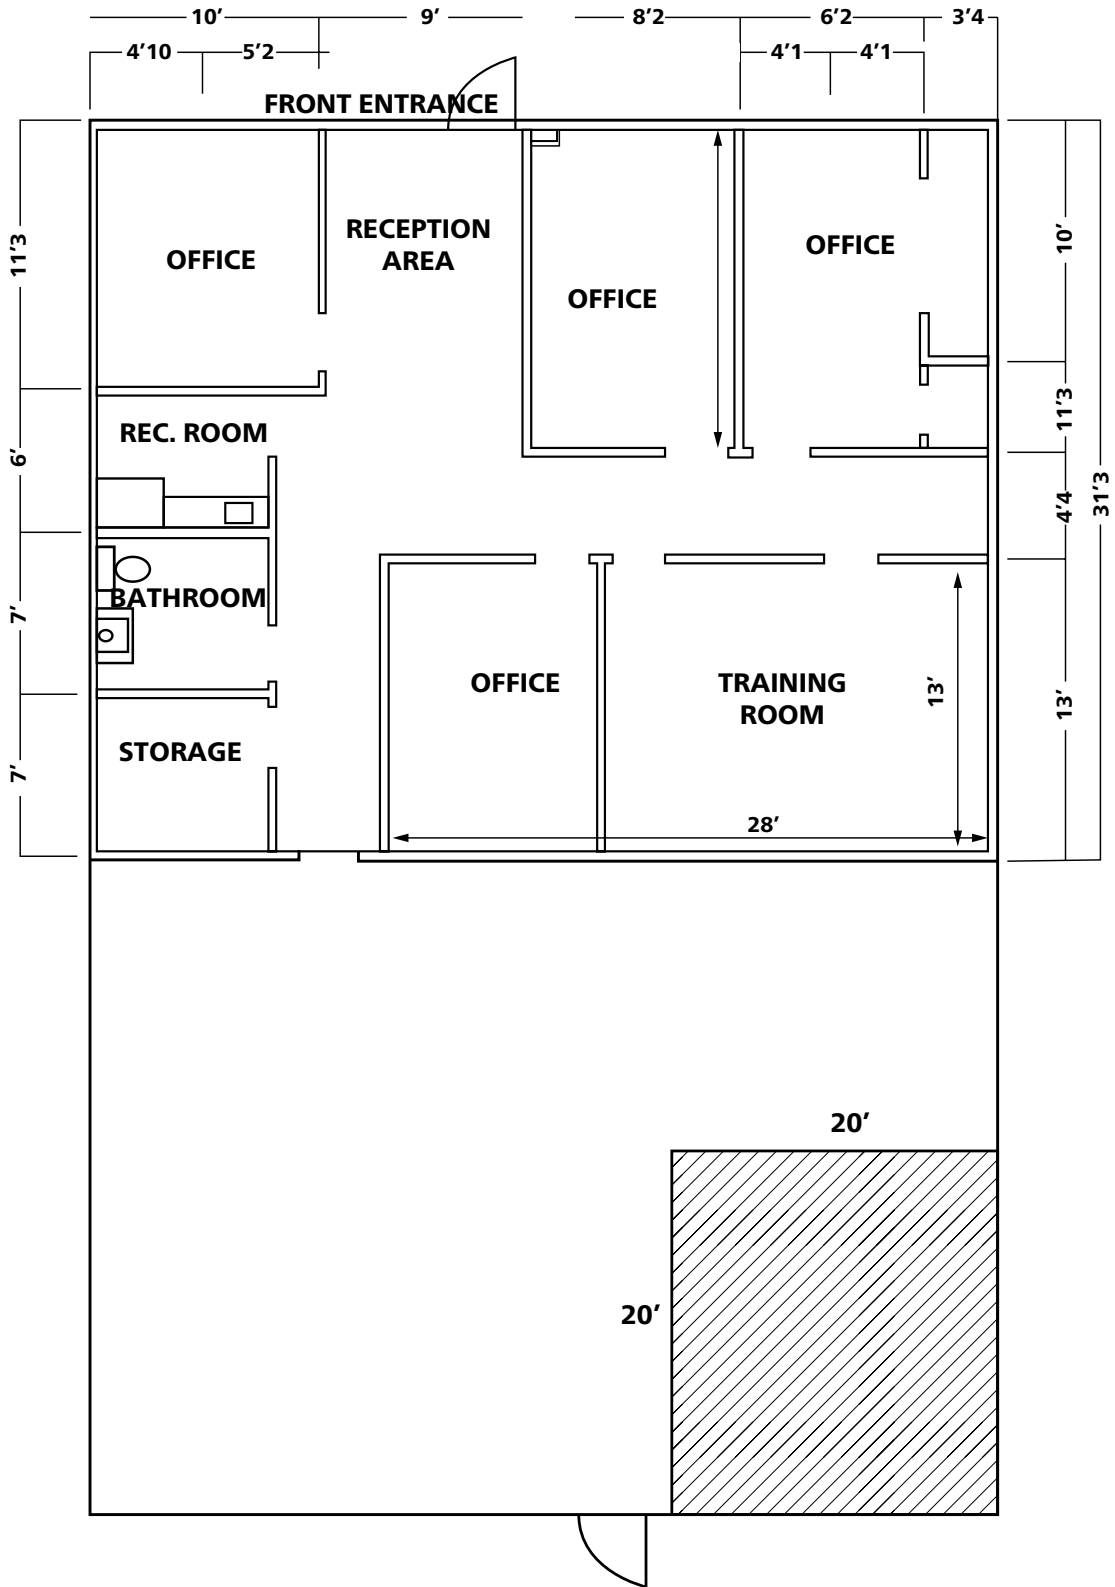 10’
9’
8’2
6’2
3’4
4’10
5’2
4’1
4’1
FRONT ENTRANCE
11’3
OFFICE
RECEPTION
AREA
OFFICE
OFFICE
10’
11’3
REC. ROOM
6’
4’4
31’3
BATHROOM
7’
OFFICE
TRAINING
ROOM
13’
13’
STORAGE
7’
28’
20’
20’